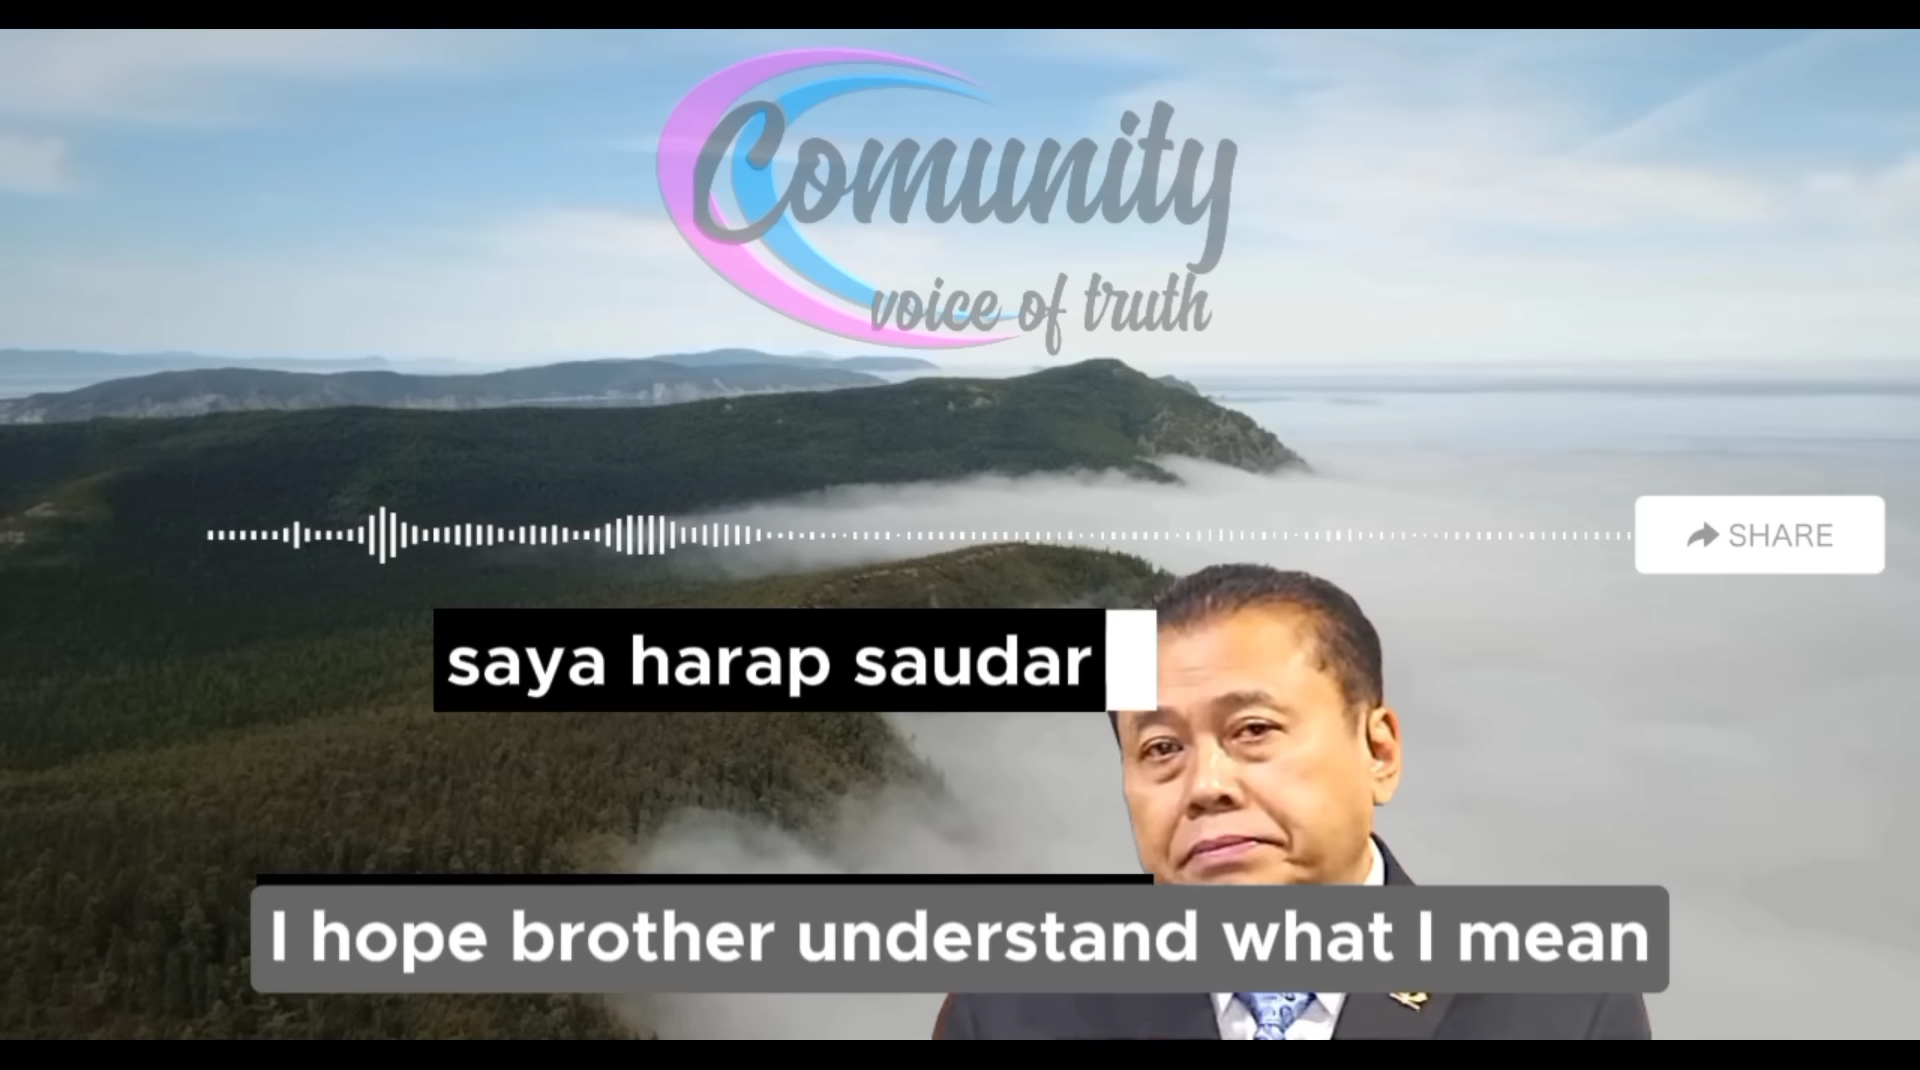 Comunity
voice of truth
SHARE
saya harap saudar
I hope brother understand what I mean